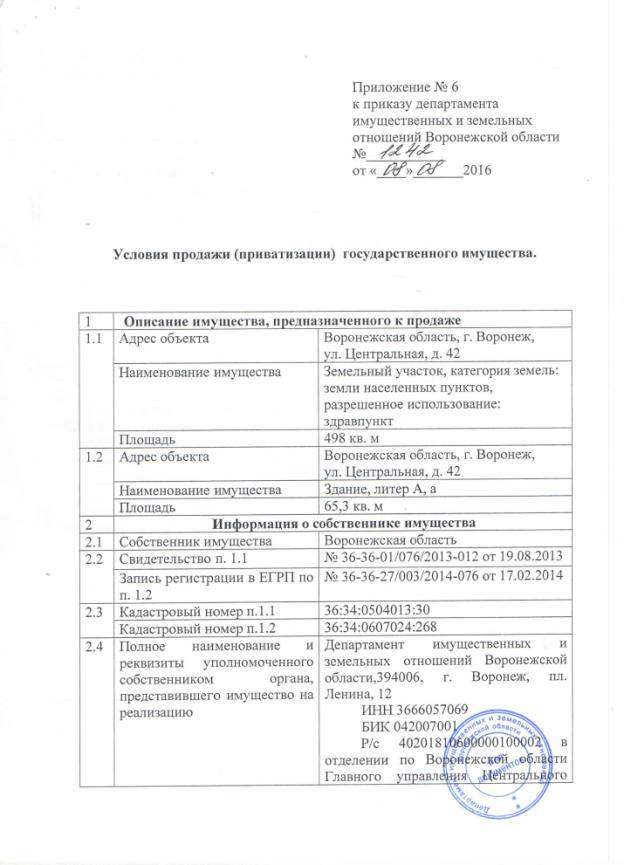 Приложение № 6
к приказу департамента
имущественных и земельных
отношений Воронежской области
№ 1242
от « 08 » 08 2016
Условия продажи (приватизации) государственного имущества.
1 Описание имущества, предназначенного к продаже
1.1 Адрес объекта Воронежская область, г. Воронеж,
ул. Центральная, д. 42
Наименование имущества Земельный участок, категория земель:
земли населенных пунктов,
разрешенное использование:
здравпункт
Площадь 498 кв. м
1.2 Адрес объекта Воронежская область, г. Воронеж,
ул. Центральная, д. 42
Наименование имущества Здание, литер А, а
Площадь 65,3 кв. м
2 Информация о собственнике имущества
2.1 Собственник имущества Воронежская область
2.2 Свидетельство п. 1.1 № 36-36-01/076/2013-012 от 19.08.2013
Запись регистрации в ЕГРП по № 36-36-27/003/2014-076 от 17.02.2014
п. 1.2
2.3 Кадастровый номер п.1.1 36:34:0504013:30
Кадастровый номер п.1.2 36:34:0607024:268
2.4 Полное наименование и Департамент имущественных и
реквизиты уполномоченного земельных отношений Воронежской
собственником органа, области,394006, г. Воронеж, пл.
представившего имущество на Ленина, 12
реализацию ИНН 3666057069
БИК 042007001
Р/с 40201810600000100002 в
отделении по Воронежской области
Главного управления Центрального